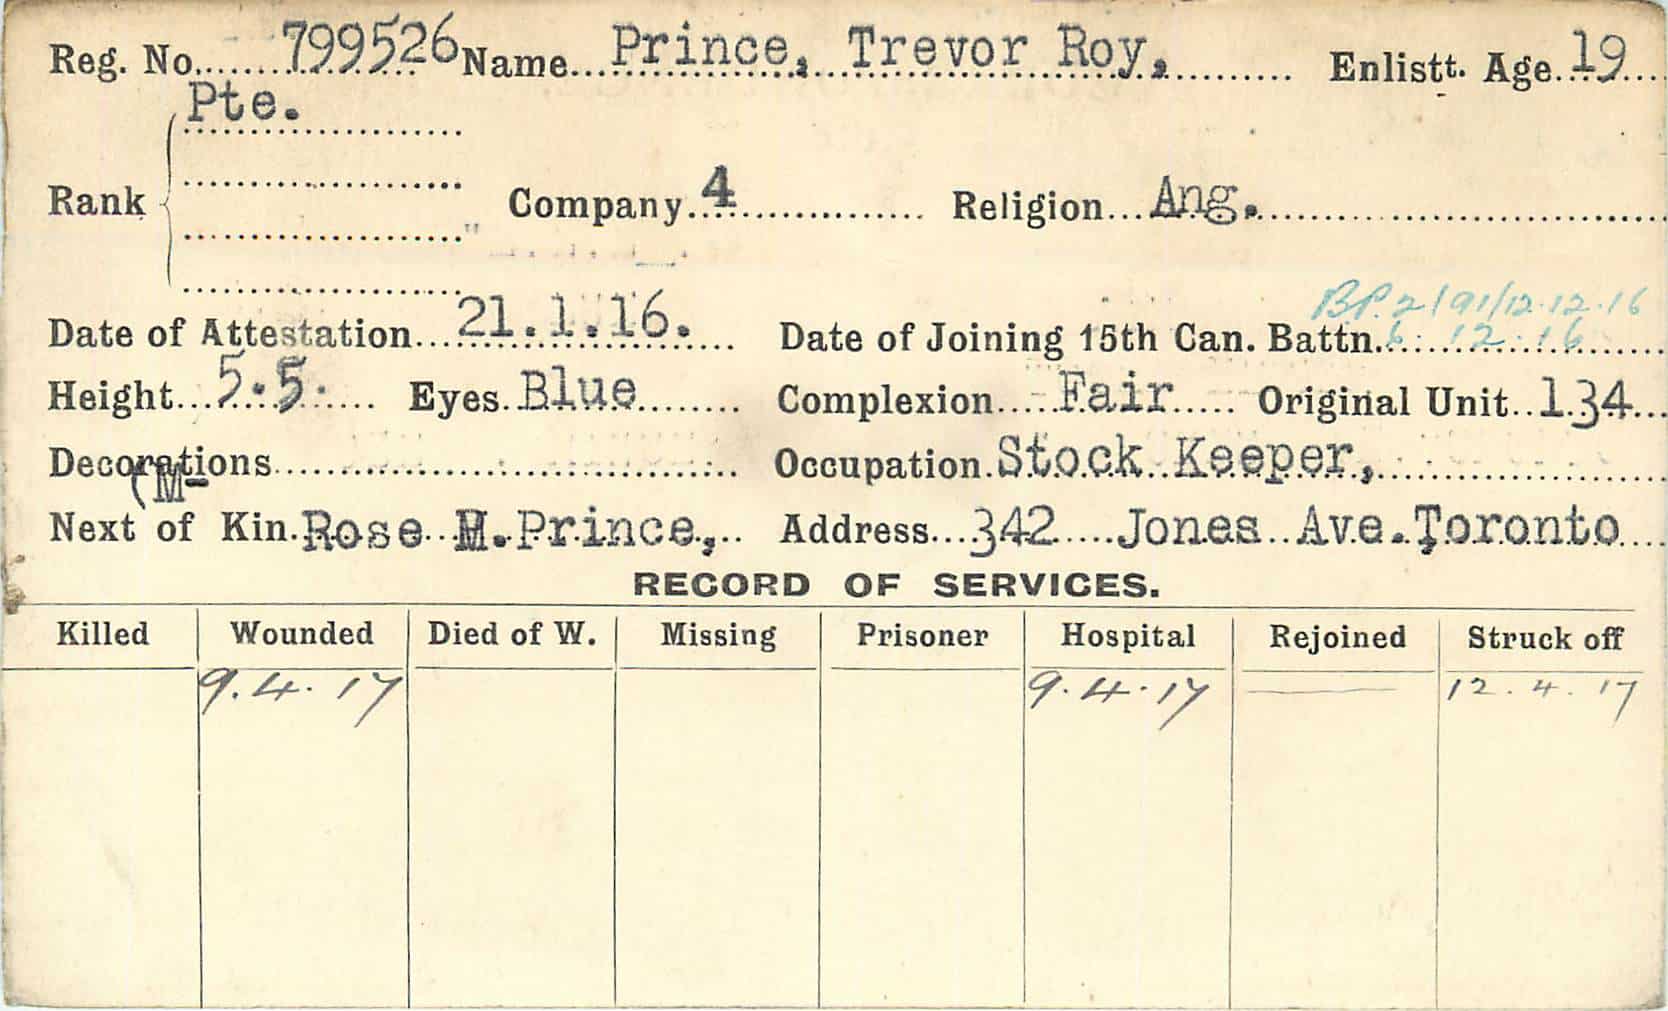 Reg. No. 799526 Name Prince, Trevor Roy, Enlistt. Age 19
Pte.
Rank Company 4 Religion Ang.
BP. 2/91/12.12.16
Date of Attestation 21.1.16. Date of Joining 15th Can. Battn. 6.12.16
Height 5.5. Eyes Blue Complexion Fair Original Unit 134
Decorations Occupation Stock Keeper,
(M-
Next of Kin. Rose M. Prince, Address 342 Jones Ave. Toronto
RECORD OF SERVICES.
Killed Wounded Died of W. Missing Prisoner Hospital Rejoined Struck off
9.4.17 9.4.17 12.4.17